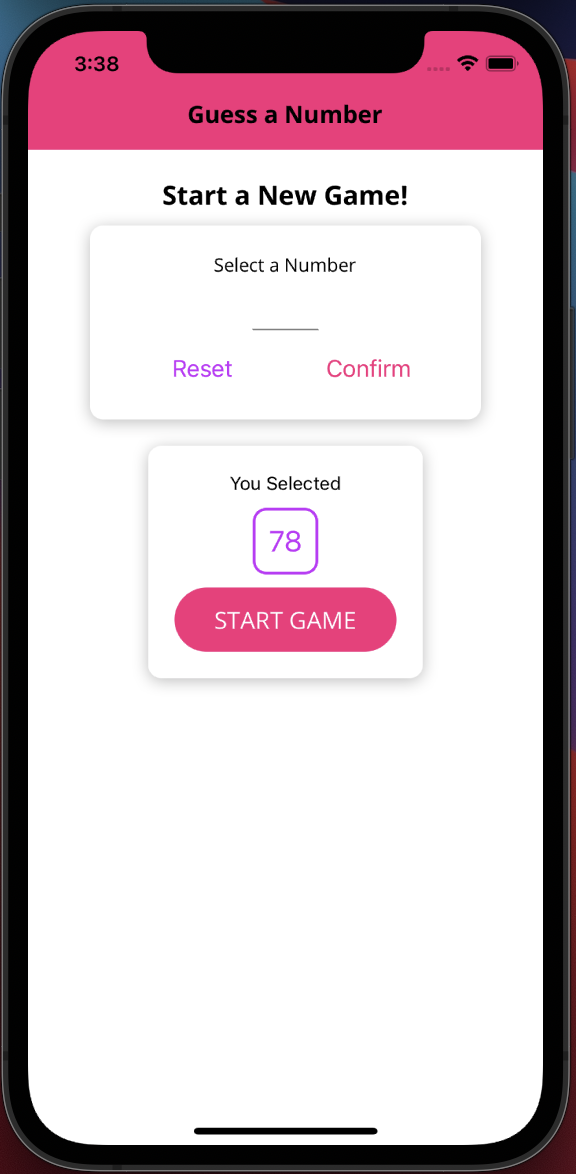 3:38
Guess a Number
Start a New Game!
Select a Number
Reset Confirm
You Selected
78
START GAME